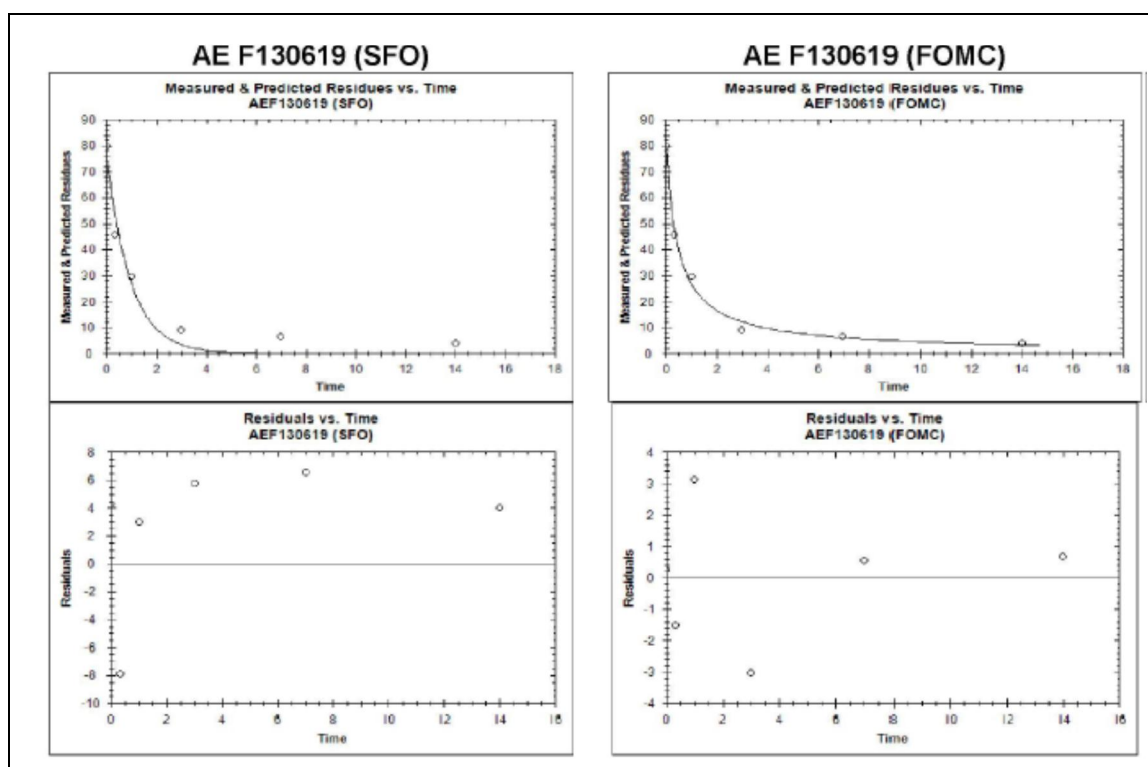 AE F130619 (SFO)
Measured & Predicted Residues vs. Time
AEF130619 (SFO)
Measured & Predicted Residues
90
80
70
60
50
40
30
20
10
0
0 2 4 6 8 10 12 14 16 18
Time
AE F130619 (FOMC)
Measured & Predicted Residues vs. Time
AEF130619 (FOMC)
Measured & Predicted Residues
90
80
70
60
50
40
30
20
10
0
0 2 4 6 8 10 12 14 16 18
Time
Residuals vs. Time
AEF130619 (SFO)
Residuals
8
6
4
2
0
-2
-4
-6
-8
-10
0 2 4 6 8 10 12 14 16
Time
Residuals vs. Time
AEF130619 (FOMC)
Residuals
4
3
2
1
0
-1
-2
-3
-4
0 2 4 6 8 10 12 14 16
Time